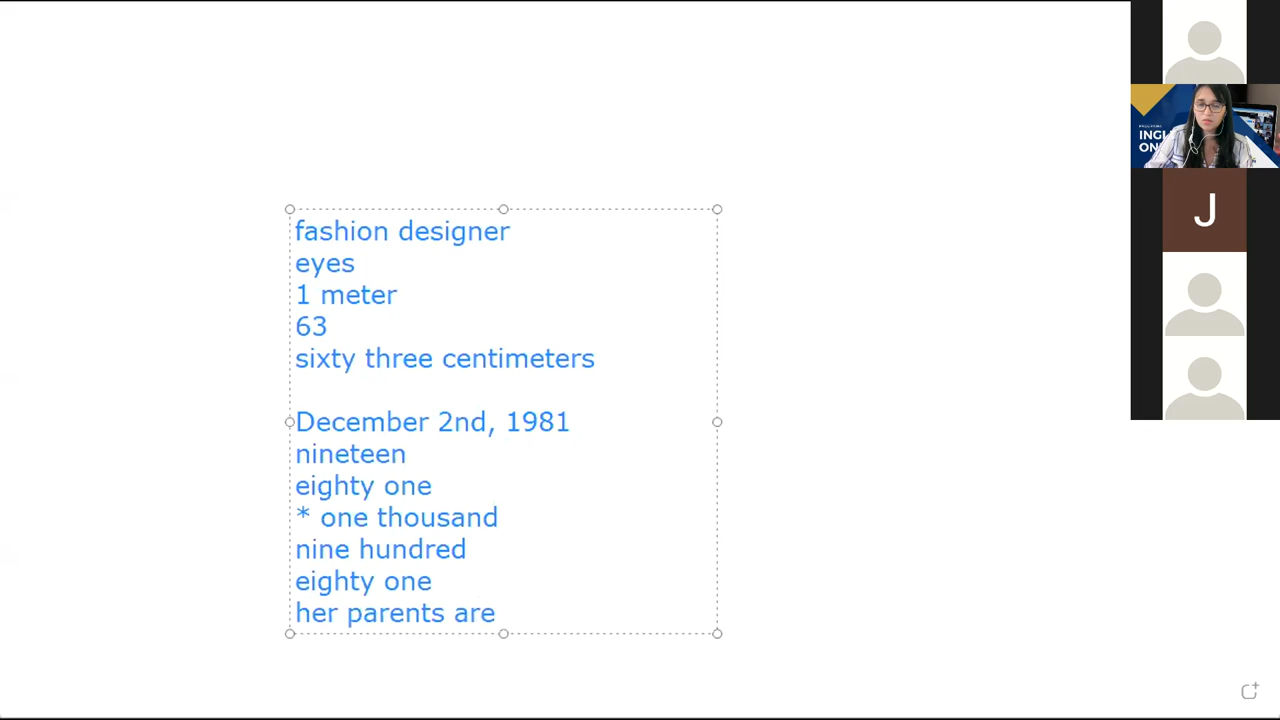 fashion designer
eyes
1 meter
63
sixty three centimeters
December 2nd, 1981
nineteen
eighty one
* one thousand
nine hundred
eighty one
her parents are
J